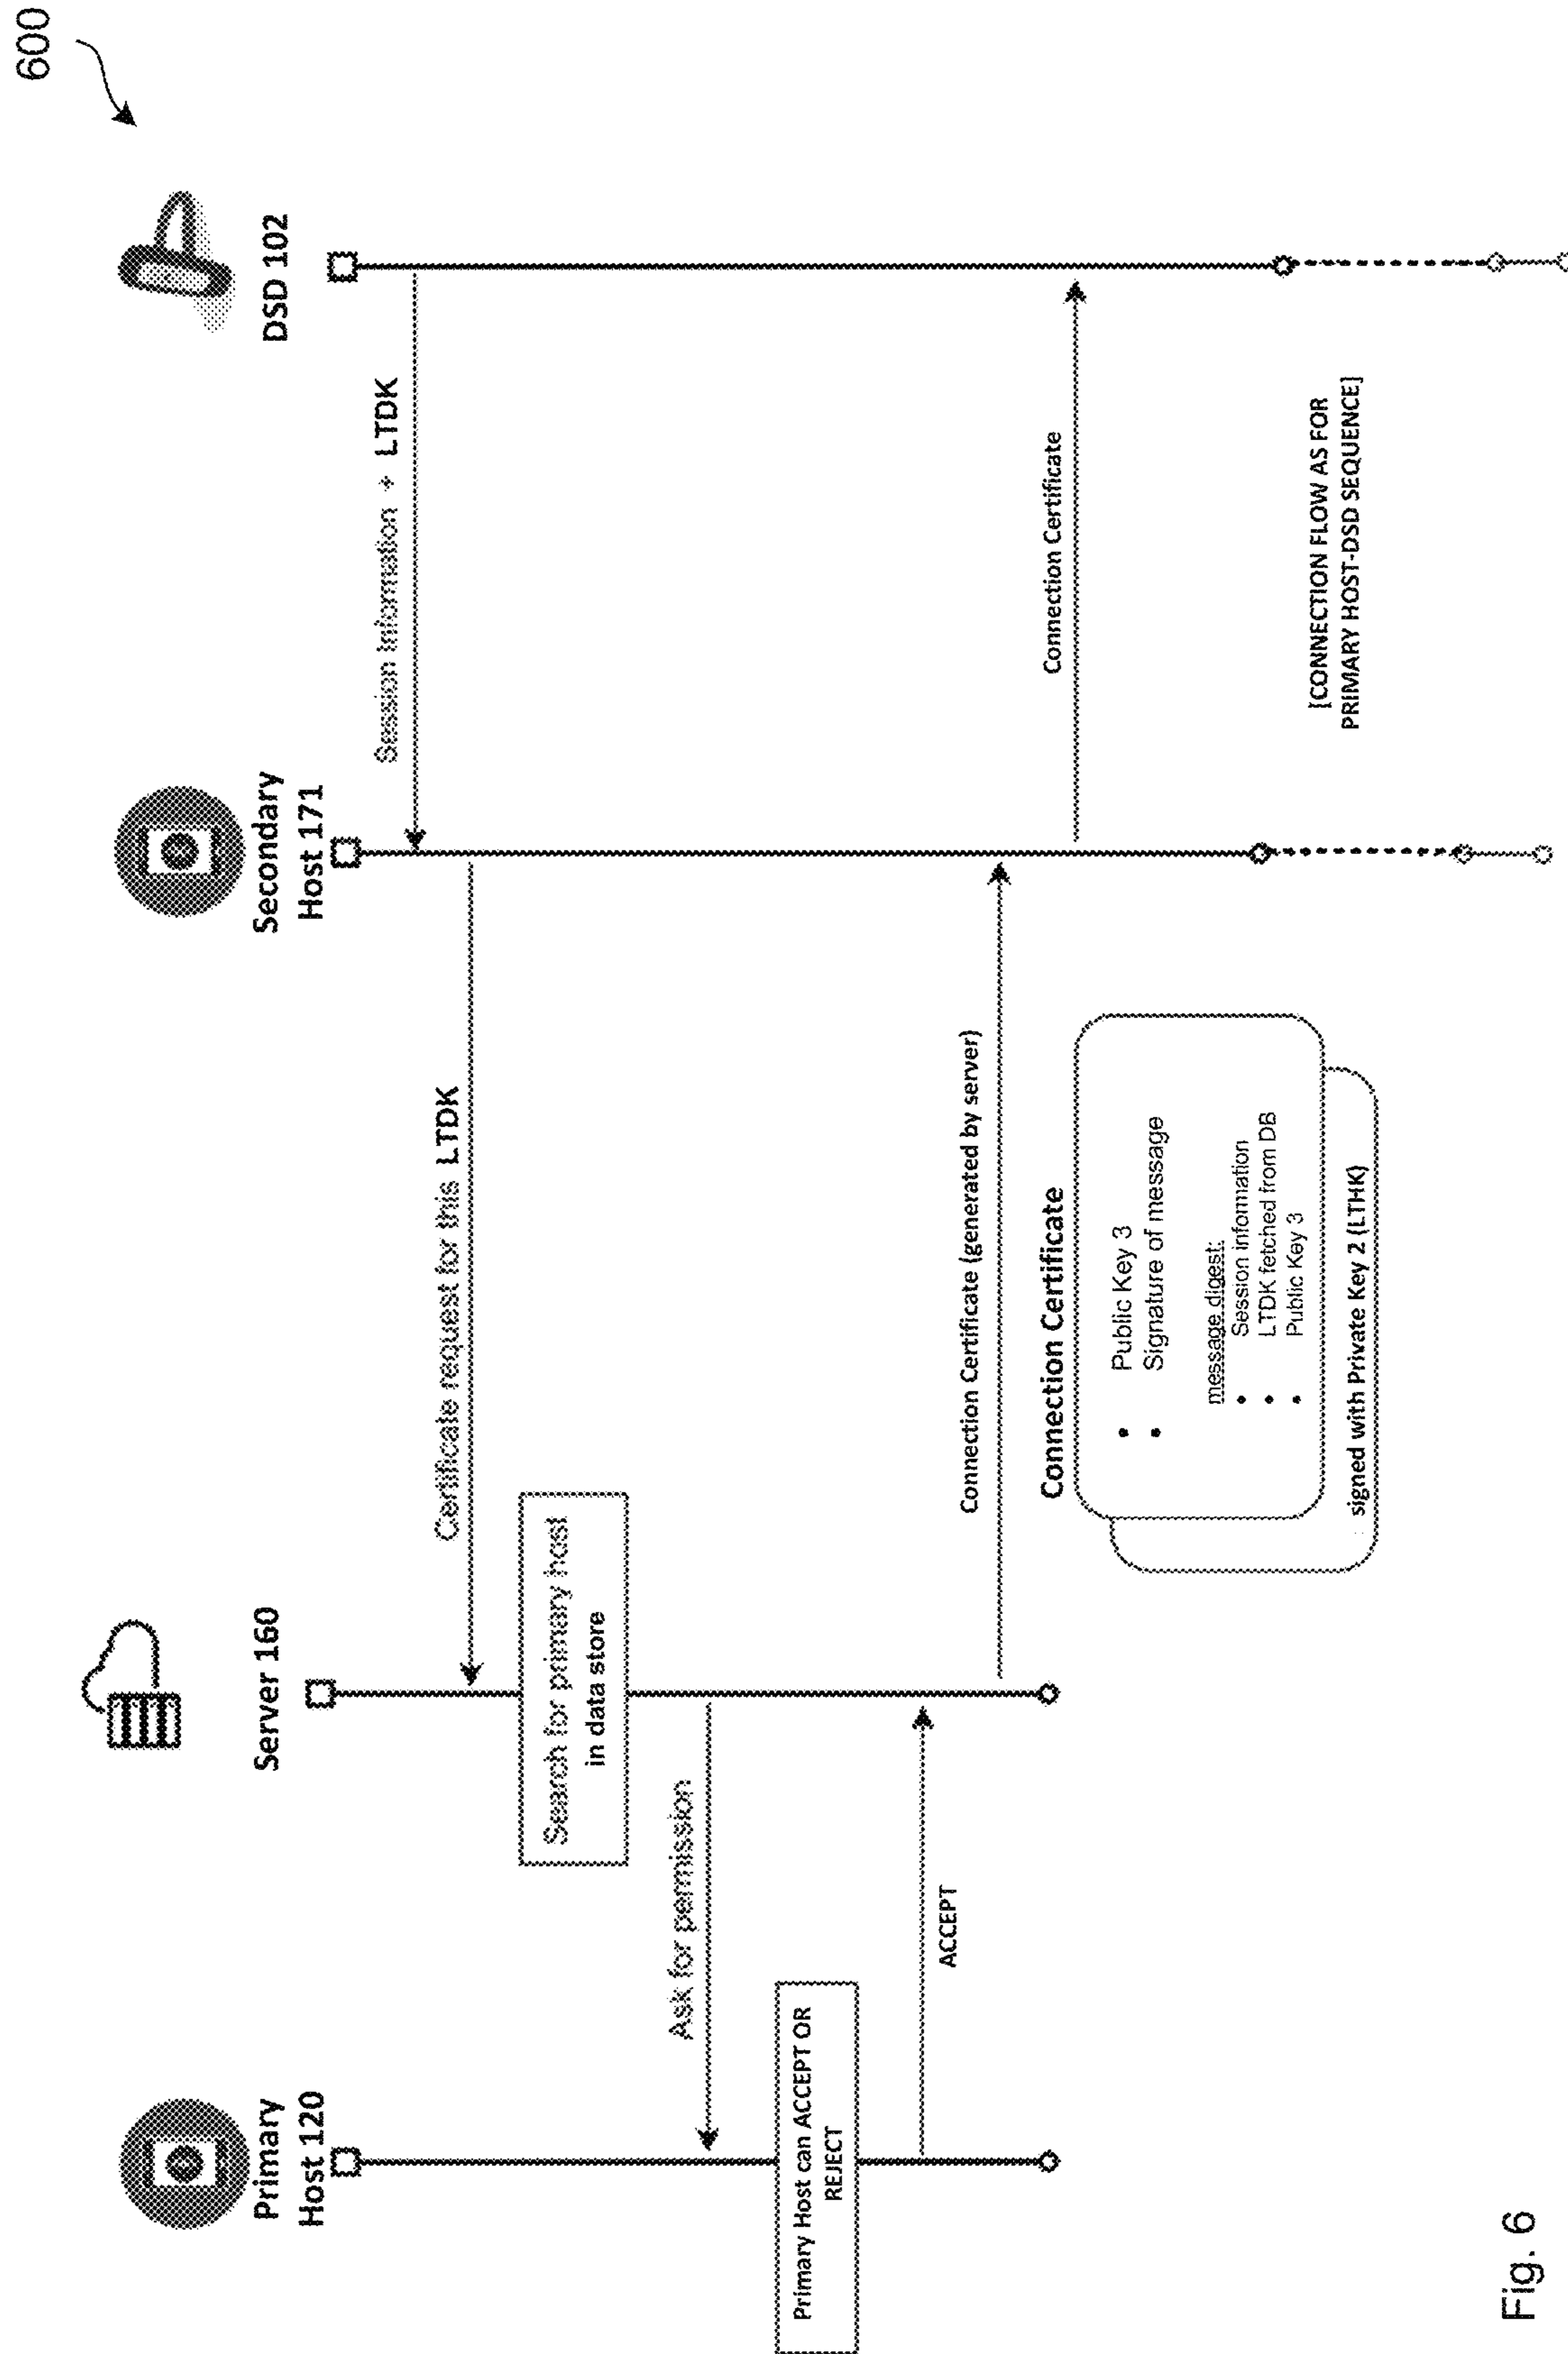 600
Primary
Host 120
Server 160
Secondary
Host 171
DSD 102
Session Information + LTDK
Certificate request for this LTDK
Search for primary host
in data store
Ask for permission
Primary Host can ACCEPT OR
REJECT
ACCEPT
Connection Certificate (generated by server)
Connection Certificate
• Public Key 3
• Signature of message
message digest:
• Session information
• LTDK fetched from DB
• Public Key 3
signed with Private Key 2 (LTHK)
Connection Certificate
[CONNECTION FLOW AS FOR
PRIMARY HOST-DSD SEQUENCE]
Fig. 6